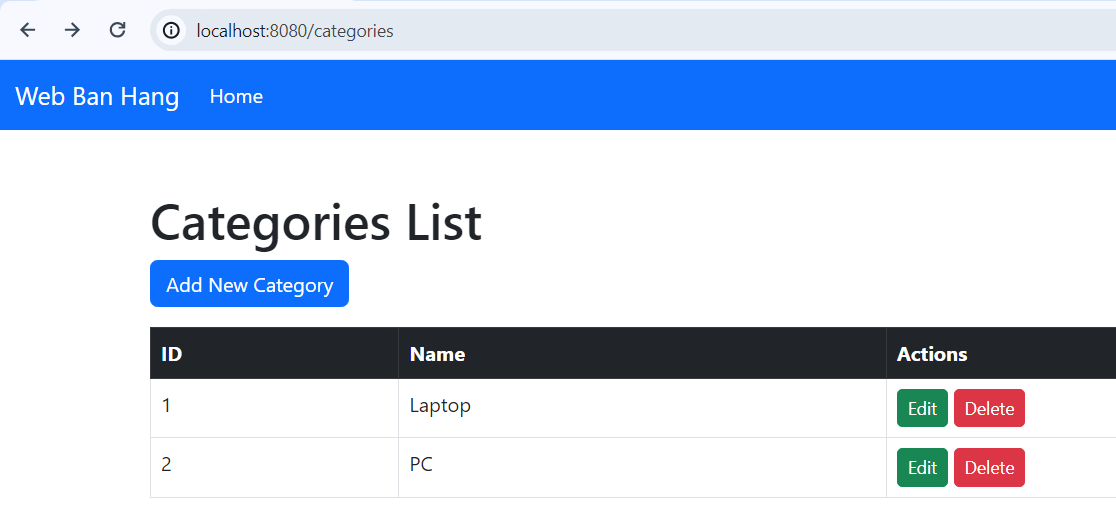 localhost:8080/categories
Web Ban Hang Home
Categories List
Add New Category
ID Name Actions
1 Laptop Edit Delete
2 PC Edit Delete